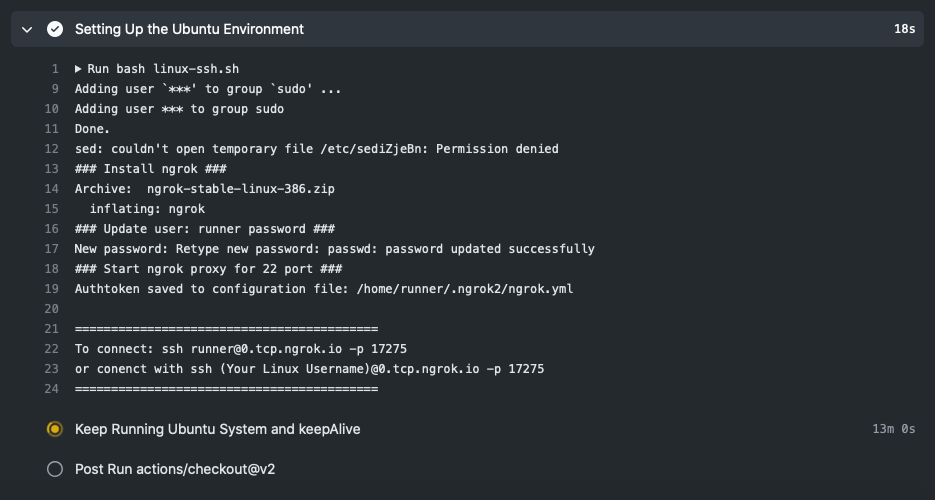 Setting Up the Ubuntu Environment 18s
1 Run bash linux-ssh.sh
9 Adding user `***' to group `sudo' ...
10 Adding user *** to group sudo
11 Done.
12 sed: couldn't open temporary file /etc/sediZjeBn: Permission denied
13 ### Install ngrok ###
14 Archive:  ngrok-stable-linux-386.zip
15   inflating: ngrok
16 ### Update user: runner password ###
17 New password: Retype new password: passwd: password updated successfully
18 ### Start ngrok proxy for 22 port ###
19 Authtoken saved to configuration file: /home/runner/.ngrok2/ngrok.yml
20
21 ==========================================
22 To connect: ssh runner@0.tcp.ngrok.io -p 17275
23 or conenct with ssh (Your Linux Username)@0.tcp.ngrok.io -p 17275
24 ==========================================
Keep Running Ubuntu System and keepAlive 13m 0s
Post Run actions/checkout@v2